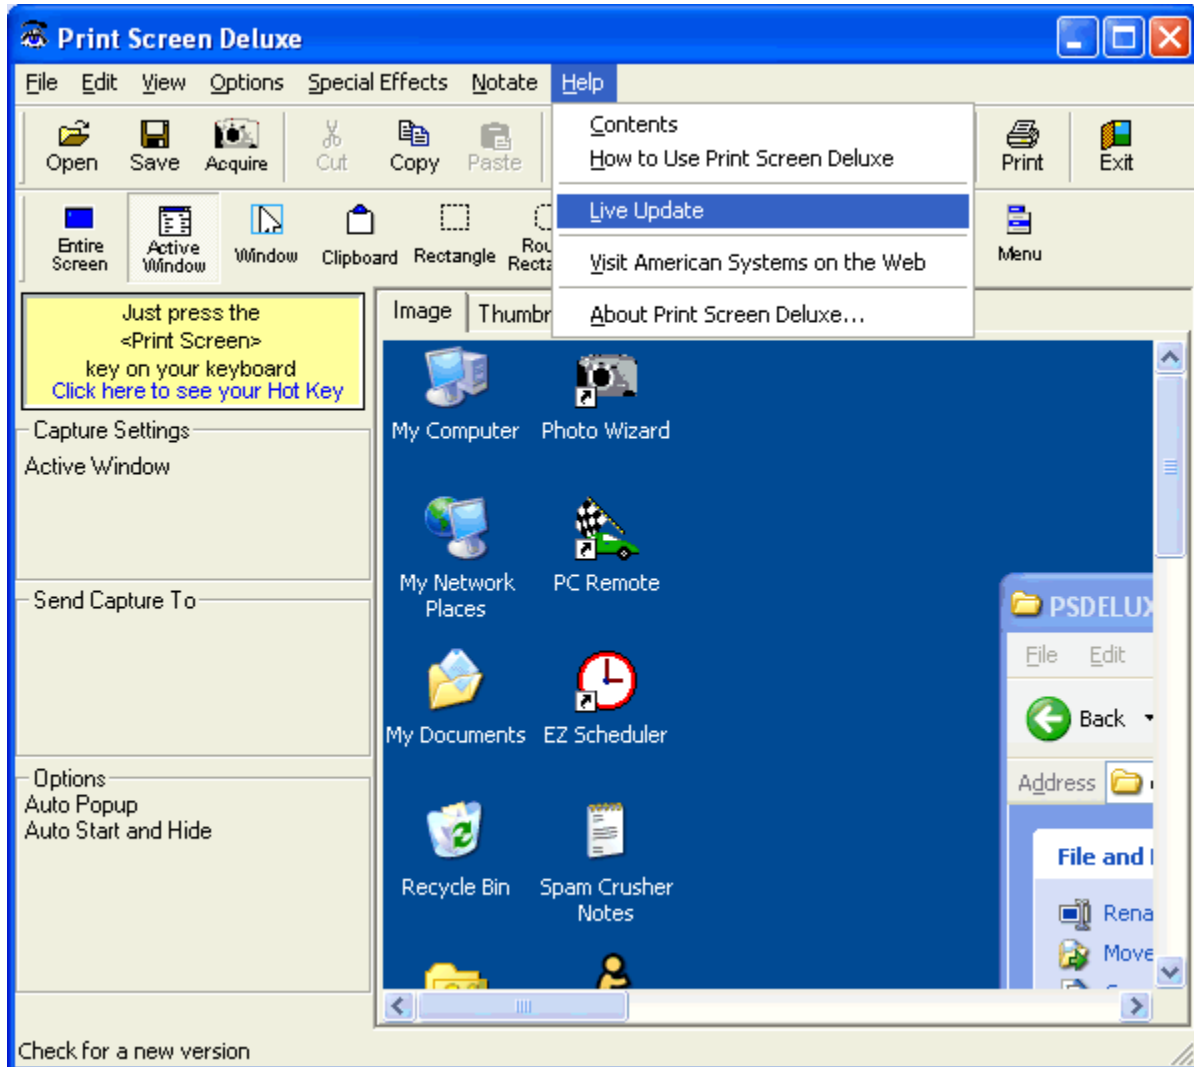 Print Screen Deluxe
File Edit View Options Special Effects Notate Help
Contents
How to Use Print Screen Deluxe
Live Update
Visit American Systems on the Web
About Print Screen Deluxe...
Open Save Acquire Cut Copy Paste Print Exit
Entire
Screen
Active
Window
Window
Clipboard
Rectangle
Menu
Just press the
<Print Screen>
key on your keyboard
Click here to see your Hot Key
Capture Settings
Active Window
Send Capture To
Options
Auto Popup
Auto Start and Hide
Image
My Computer
Photo Wizard
My Network
Places
PC Remote
My Documents
EZ Scheduler
Recycle Bin
Spam Crusher
Notes
PSDELUX
File Edit
Back
Address
File and
Rena
Move
Check for a new version